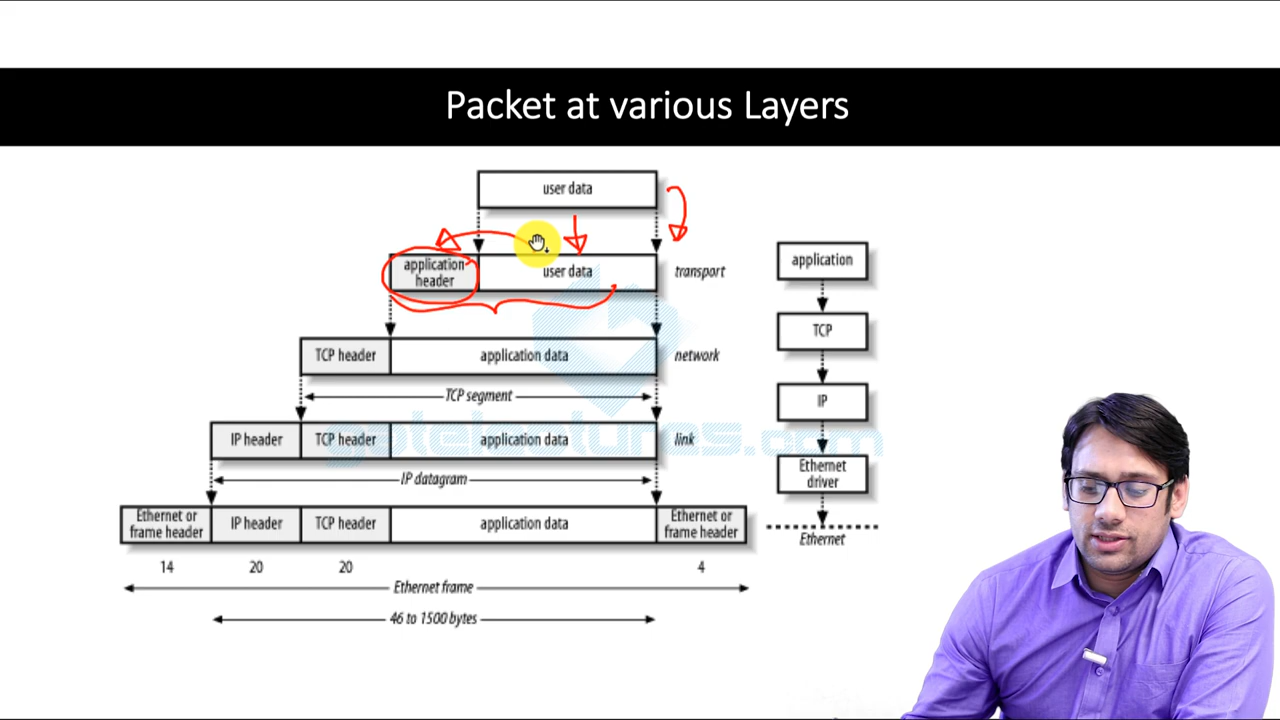 Packet at various Layers
user data
application header
user data
transport
TCP header
application data
network
TCP segment
IP header
TCP header
application data
link
IP datagram
Ethernet or frame header
IP header
TCP header
application data
Ethernet or frame header
14
20
20
4
Ethernet frame
46 to 1500 bytes
application
TCP
IP
Ethernet driver
Ethernet